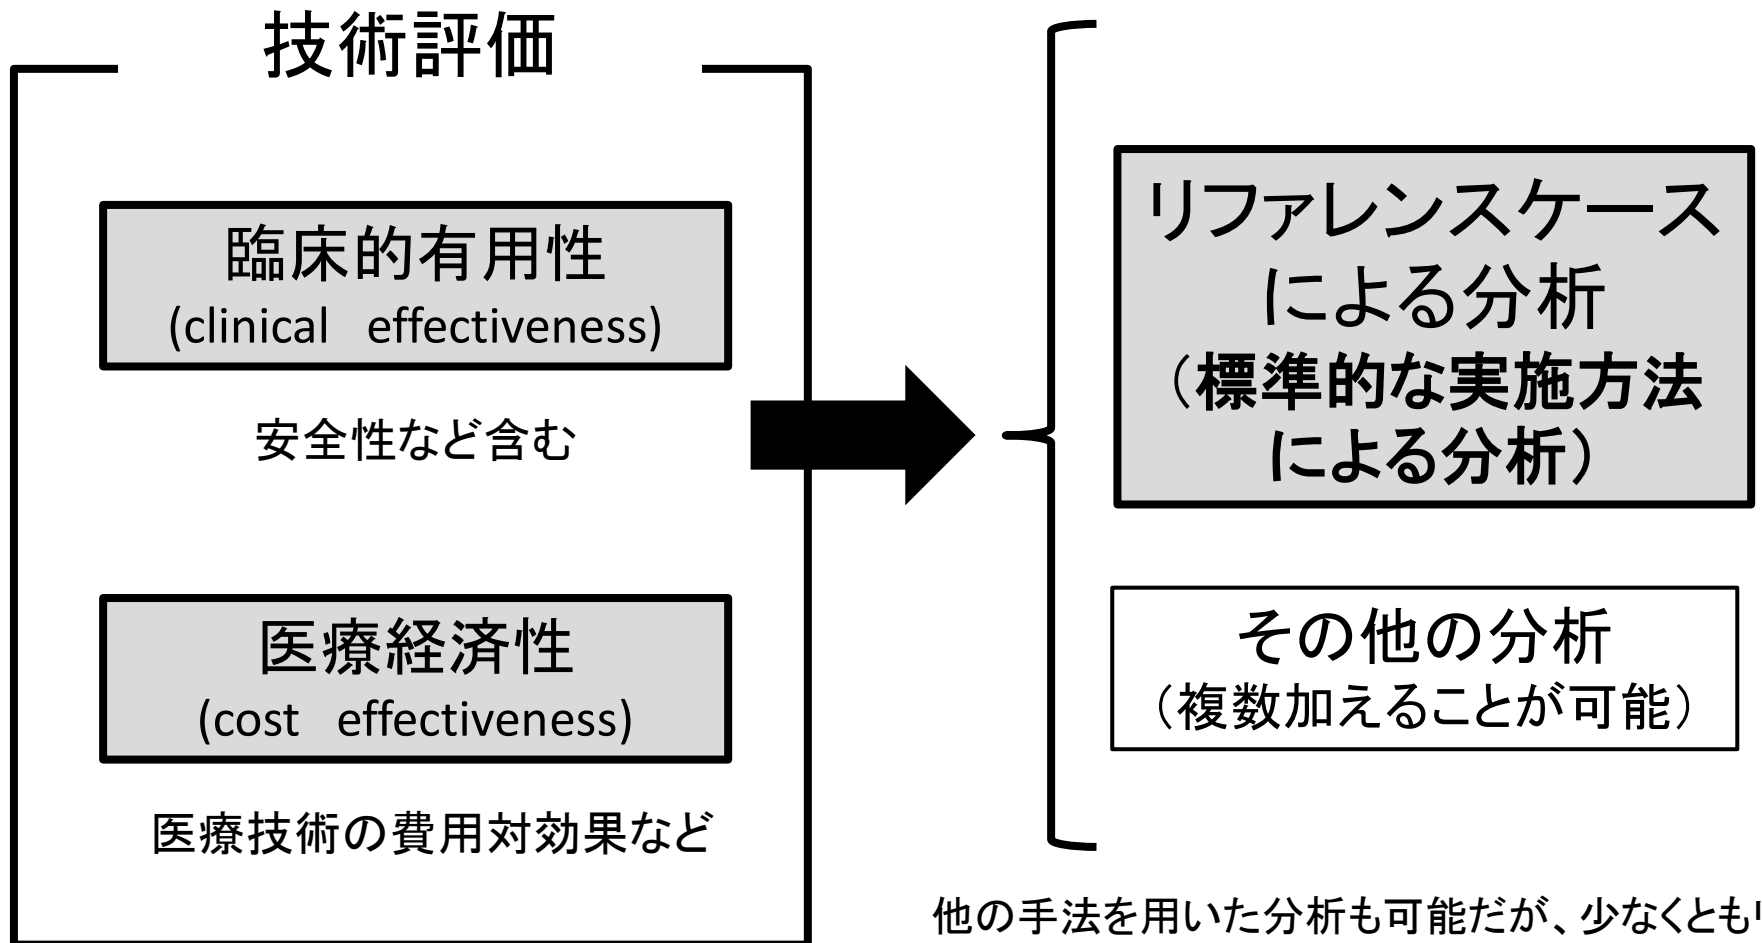 技術評価
臨床的有用性
(clinical effectiveness)
安全性など含む
医療経済性
(cost effectiveness)
医療技術の費用対効果など
リファレンスケース
による分析
（標準的な実施方法
による分析）
その他の分析
（複数加えることが可能）
他の手法を用いた分析も可能だが、少なくとも